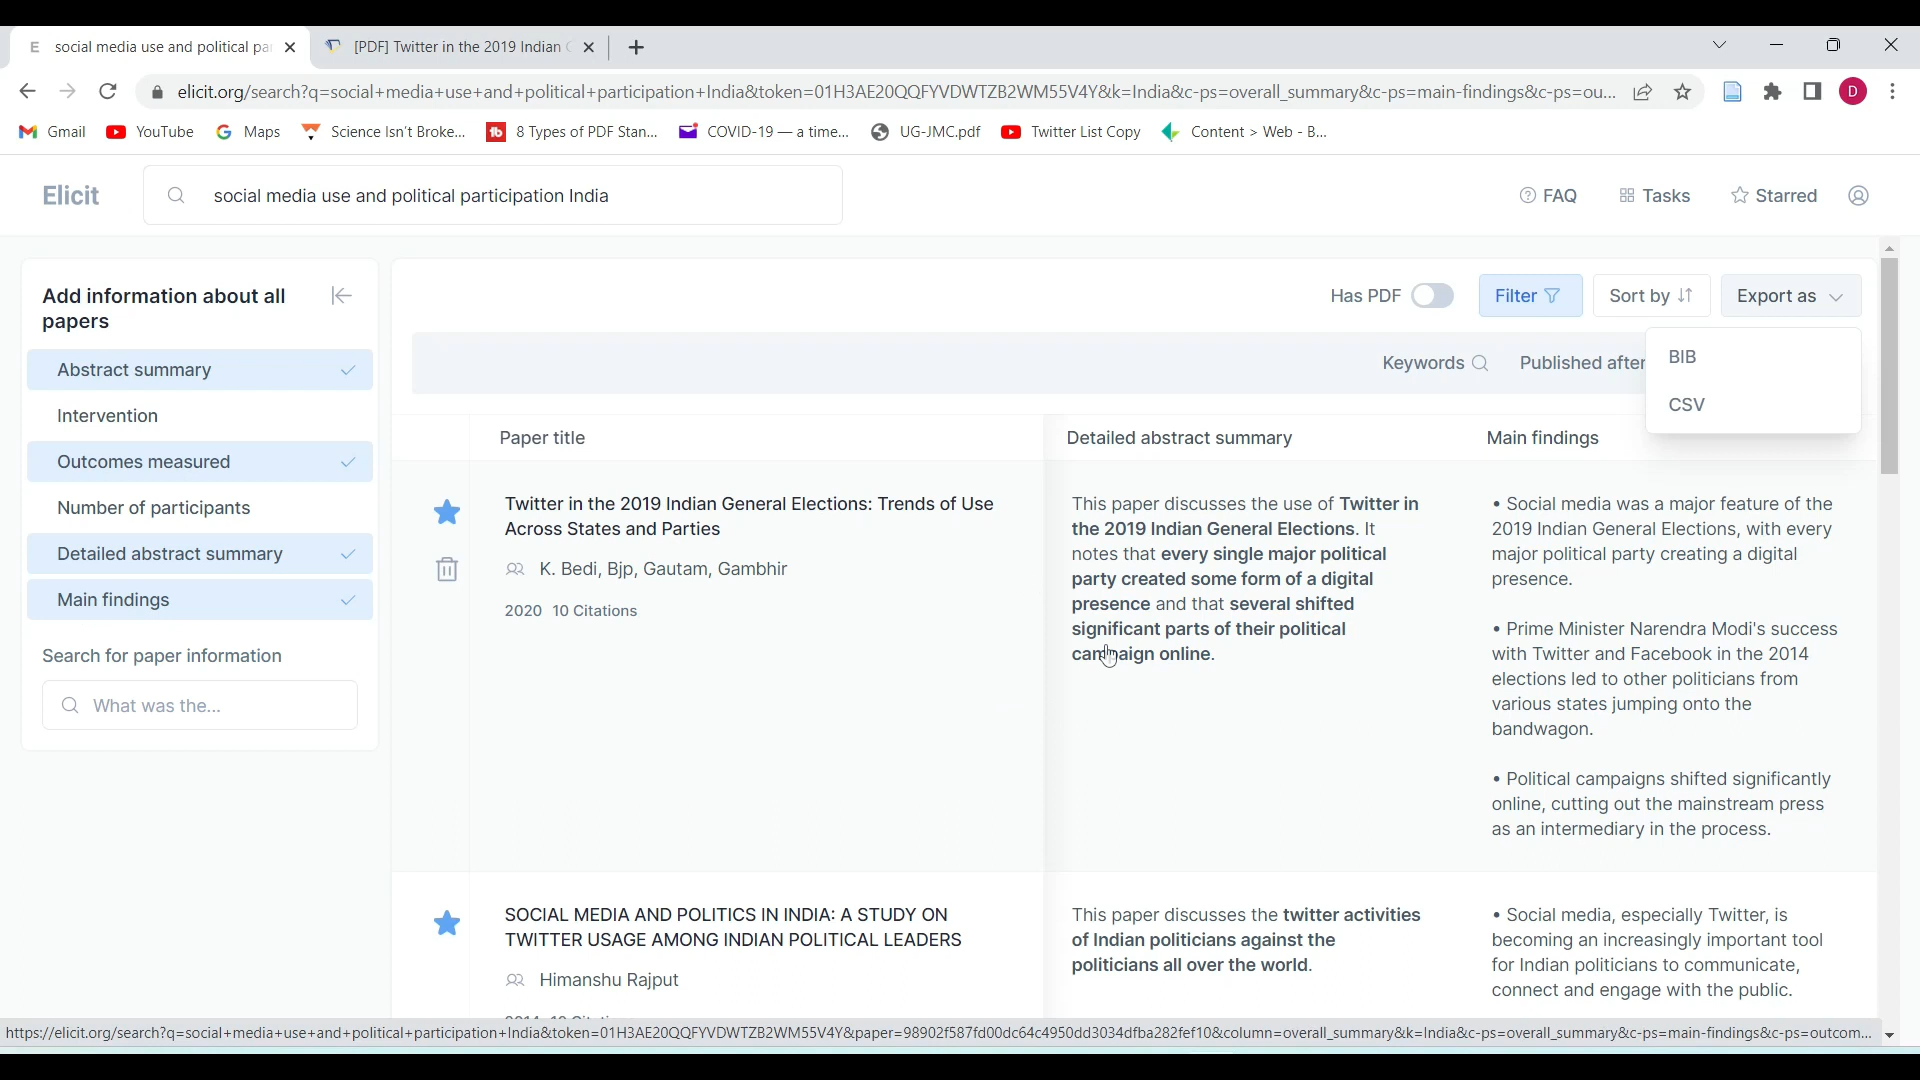 E social media use and political pa
[PDF] Twitter in the 2019 Indian
elicit.org/search?q=social+media+use+and+political+participation+India&token=01H3AE20QQFYVDWTZB2WM55V4Y&k=India&c-ps=overall_summary&c-ps=main-findings&c-ps=ou...
D
Gmail YouTube Maps Science Isn't Broke... 8 Types of PDF Stan... COVID-19 — a time... UG-JMC.pdf Twitter List Copy Content > Web - B...
Elicit
social media use and political participation India
FAQ Tasks Starred
Add information about all
papers
Abstract summary
Intervention
Outcomes measured
Number of participants
Detailed abstract summary
Main findings
Search for paper information
What was the...
Has PDF Filter Sort by Export as
Keywords Published after
BIB
CSV
Paper title Detailed abstract summary Main findings
Twitter in the 2019 Indian General Elections: Trends of Use
Across States and Parties
K. Bedi, Bjp, Gautam, Gambhir
2020 10 Citations
This paper discusses the use of Twitter in
the 2019 Indian General Elections. It
notes that every single major political
party created some form of a digital
presence and that several shifted
significant parts of their political
campaign online.
• Social media was a major feature of the
2019 Indian General Elections, with every
major political party creating a digital
presence.
• Prime Minister Narendra Modi's success
with Twitter and Facebook in the 2014
elections led to other politicians from
various states jumping onto the
bandwagon.
• Political campaigns shifted significantly
online, cutting out the mainstream press
as an intermediary in the process.
SOCIAL MEDIA AND POLITICS IN INDIA: A STUDY ON
TWITTER USAGE AMONG INDIAN POLITICAL LEADERS
Himanshu Rajput
This paper discusses the twitter activities
of Indian politicians against the
politicians all over the world.
• Social media, especially Twitter, is
becoming an increasingly important tool
for Indian politicians to communicate,
connect and engage with the public.
https://elicit.org/search?q=social+media+use+and+political+participation+India&token=01H3AE20QQFYVDWTZB2WM55V4Y&paper=98902f587fd00dc64c4950dd3034dfba282fef10&column=overall_summary&k=India&c-ps=overall_summary&c-ps=main-findings&c-ps=outcom...